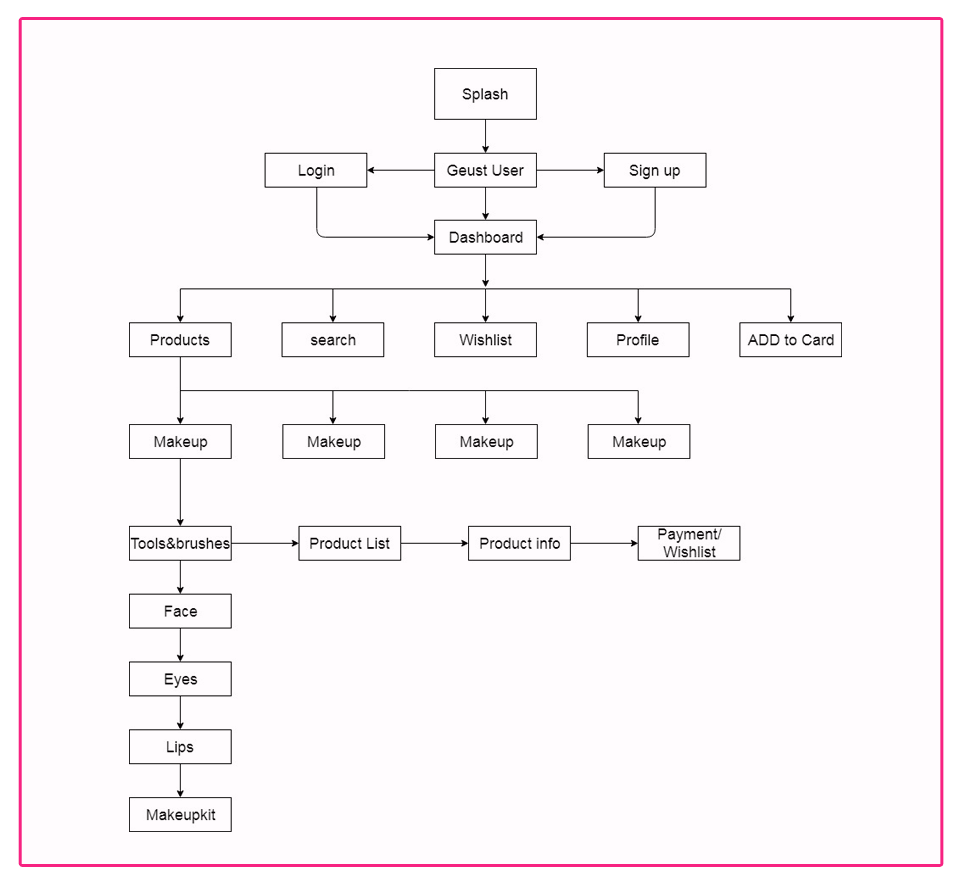 Splash
Login
Geust User
Sign up
Dashboard
Products
search
Wishlist
Profile
ADD to Card
Makeup
Makeup
Makeup
Makeup
Tools&brushes
Product List
Product info
Payment/
Wishlist
Face
Eyes
Lips
Makeupkit